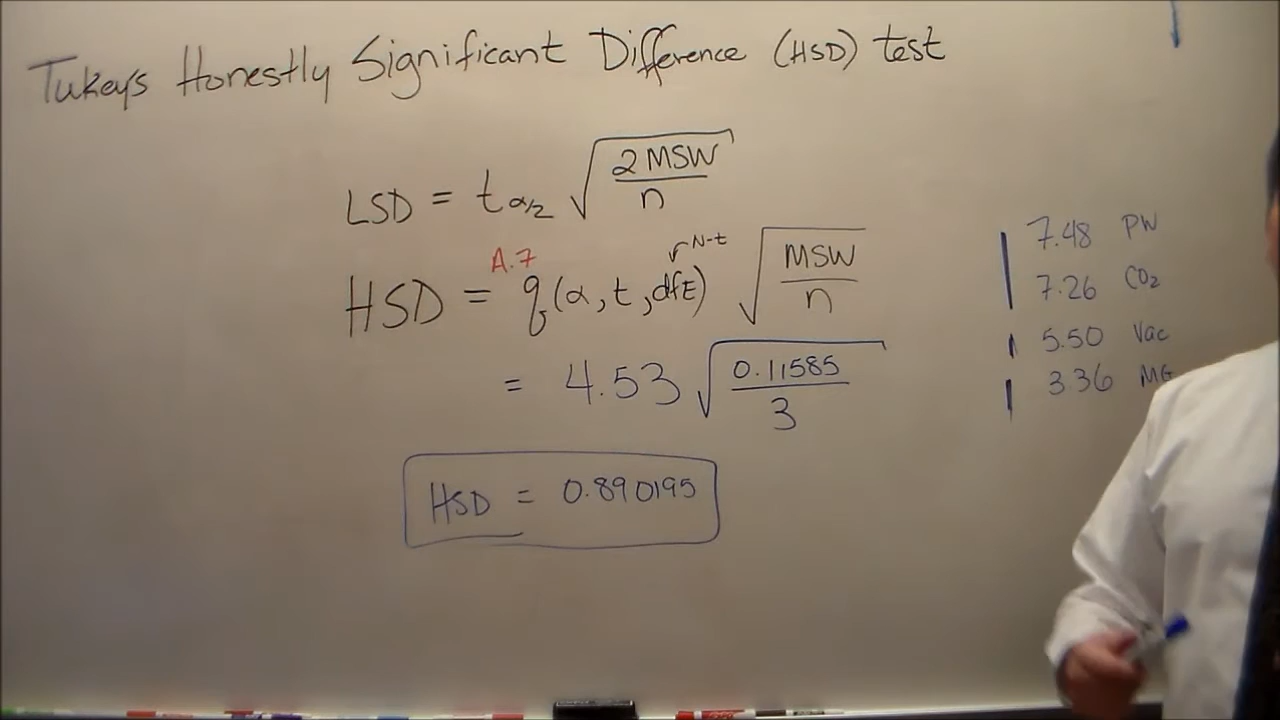 Tukey's Honestly Significant Difference (HSD) test
LSD = t α/2 √(2 MSW / n)
A.7
N-t
HSD = q(α, t, dfE) √(MSW / n)
= 4.53 √(0.11585 / 3)
HSD = 0.890195
7.48 PW
7.26 CO₂
5.50 Vac
3.36